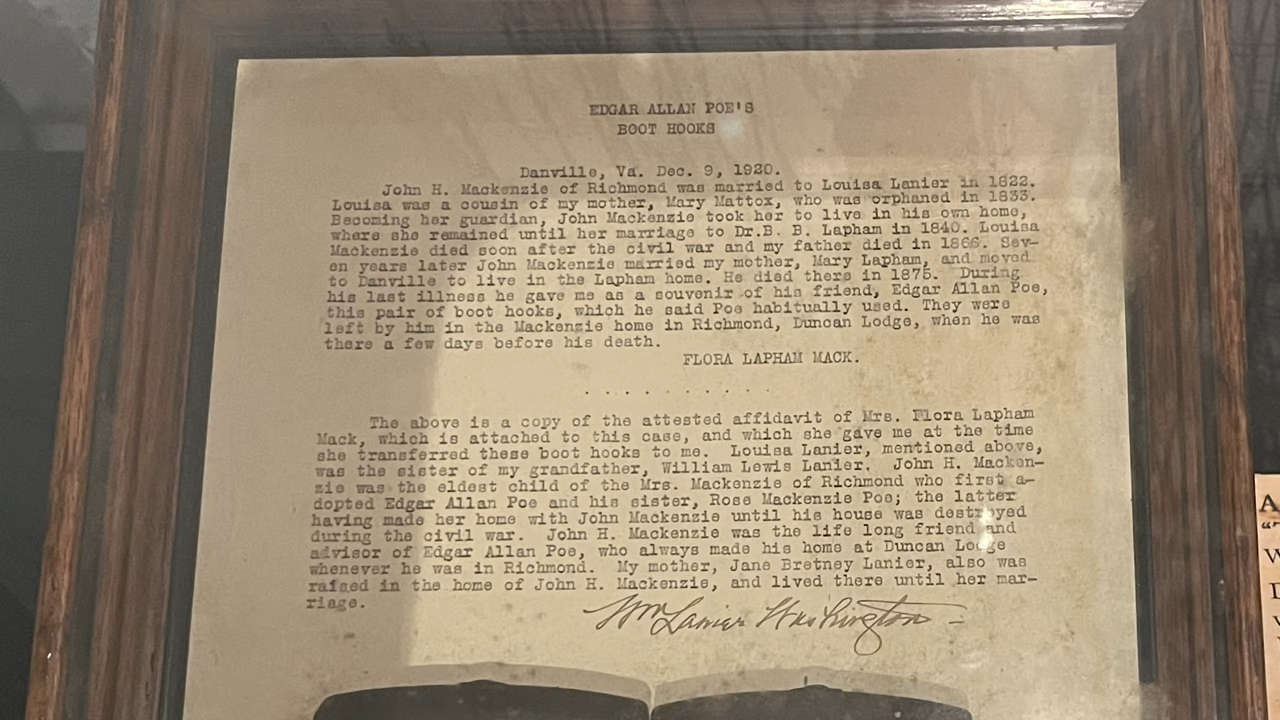 EDGAR ALLAN POE'S
BOOT HOOKS
Danville, Va. Dec. 9, 1920.
John H. Mackenzie of Richmond was married to Louisa Lanier in 1822.
Louisa was a cousin of my mother, Mary Mattox, who was orphaned in 1833.
Becoming her guardian, John Mackenzie took her to live in his own home,
where she remained until her marriage to Dr.B. B. Lapham in 1840. Louisa
Mackenzie died soon after the civil war and my father died in 1866. Sev-
en years later John Mackenzie married my mother, Mary Lapham, and moved
to Danville to live in the Lapham home. He died there in 1875. During
his last illness he gave me as a souvenir of his friend, Edgar Allan Poe,
this pair of boot hooks, which he said Poe habitually used. They were
left by him in the Mackenzie home in Richmond, Duncan Lodge, when he was
there a few days before his death.
FLORA LAPHAM MACK.
. . . . . . . . . . .
The above is a copy of the attested affidavit of Mrs. Flora Lapham
Mack, which is attached to this case, and which she gave me at the time
she transferred these boot hooks to me. Louisa Lanier, mentioned above,
was the sister of my grandfather, William Lewis Lanier. John H. Macken-
zie was the eldest child of the Mrs. Mackenzie of Richmond who first a-
dopted Edgar Allan Poe and his sister, Rose Mackenzie Poe; the latter
having made her home with John Mackenzie until his house was destroyed
during the civil war. John H. Mackenzie was the life long friend and
advisor of Edgar Allan Poe, who always made his home at Duncan Lodge
whenever he was in Richmond. My mother, Jane Bretney Lanier, also was
raised in the home of John H. Mackenzie, and lived there until her mar-
riage.
Wm Lanier Washington